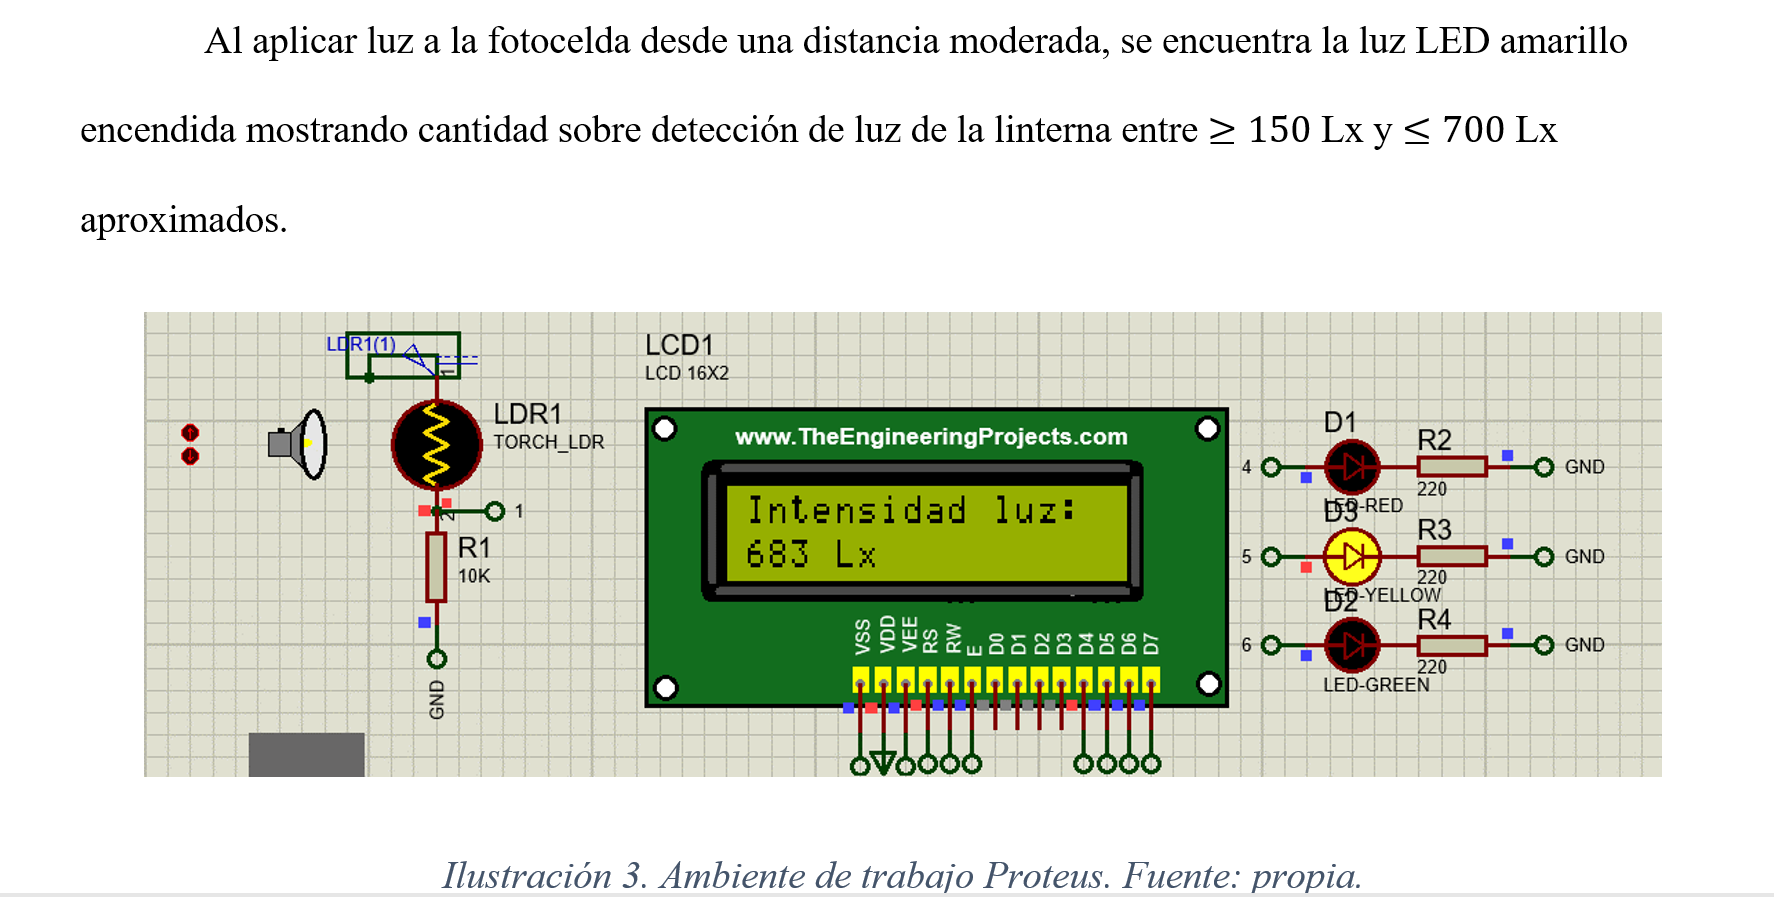 Al aplicar luz a la fotocelda desde una distancia moderada, se encuentra la luz LED amarillo
encendida mostrando cantidad sobre detección de luz de la linterna entre ≥ 150 Lx y ≤ 700 Lx
aproximados.
LDR1(1)
1
LDR1
TORCH_LDR
2
1
R1
10K
GND
LCD1
LCD 16X2
www.TheEngineeringProjects.com
Intensidad luz:
683 Lx
VSS VDD VEE RS RW E D0 D1 D2 D3 D4 D5 D6 D7
D1
R2
4
GND
220
LED-RED
D3
R3
5
GND
220
LED-YELLOW
D2
R4
6
GND
220
LED-GREEN
Ilustración 3. Ambiente de trabajo Proteus. Fuente: propia.